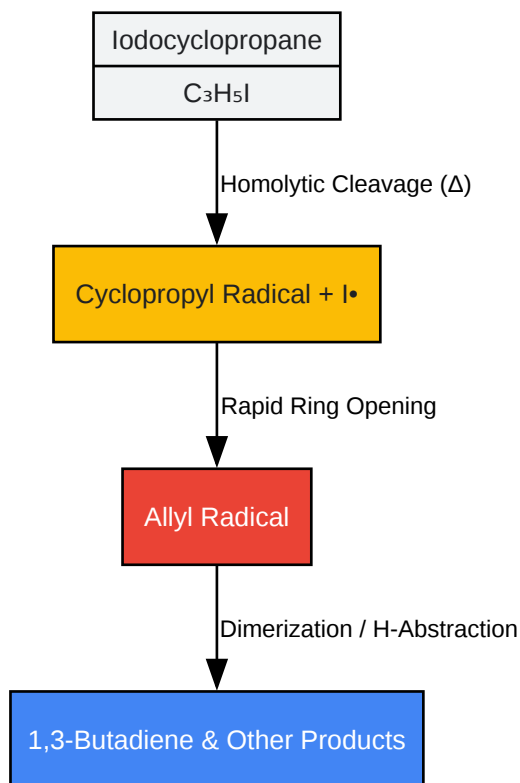 Iodocyclopropane
C₃H₅I
Homolytic Cleavage (Δ)
Cyclopropyl Radical + I•
Rapid Ring Opening
Allyl Radical
Dimerization / H-Abstraction
1,3-Butadiene & Other Products